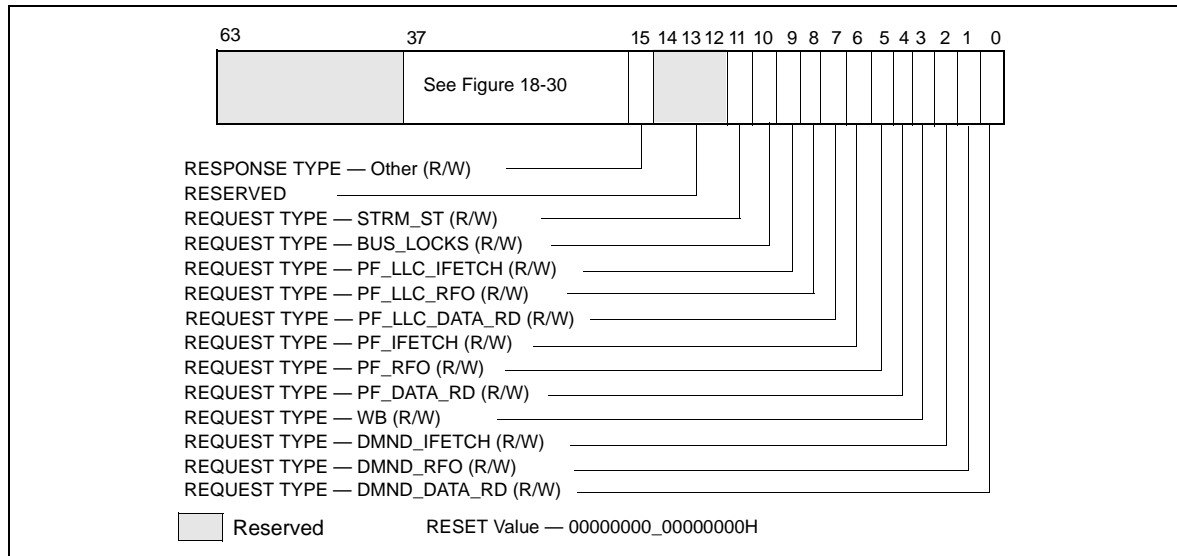 63 37 15 14 13 12 11 10 9 8 7 6 5 4 3 2 1 0
See Figure 18-30
RESPONSE TYPE — Other (R/W)
RESERVED
REQUEST TYPE — STRM_ST (R/W)
REQUEST TYPE — BUS_LOCKS (R/W)
REQUEST TYPE — PF_LLC_IFETCH (R/W)
REQUEST TYPE — PF_LLC_RFO (R/W)
REQUEST TYPE — PF_LLC_DATA_RD (R/W)
REQUEST TYPE — PF_IFETCH (R/W)
REQUEST TYPE — PF_RFO (R/W)
REQUEST TYPE — PF_DATA_RD (R/W)
REQUEST TYPE — WB (R/W)
REQUEST TYPE — DMND_IFETCH (R/W)
REQUEST TYPE — DMND_RFO (R/W)
REQUEST TYPE — DMND_DATA_RD (R/W)
Reserved RESET Value — 00000000_00000000H